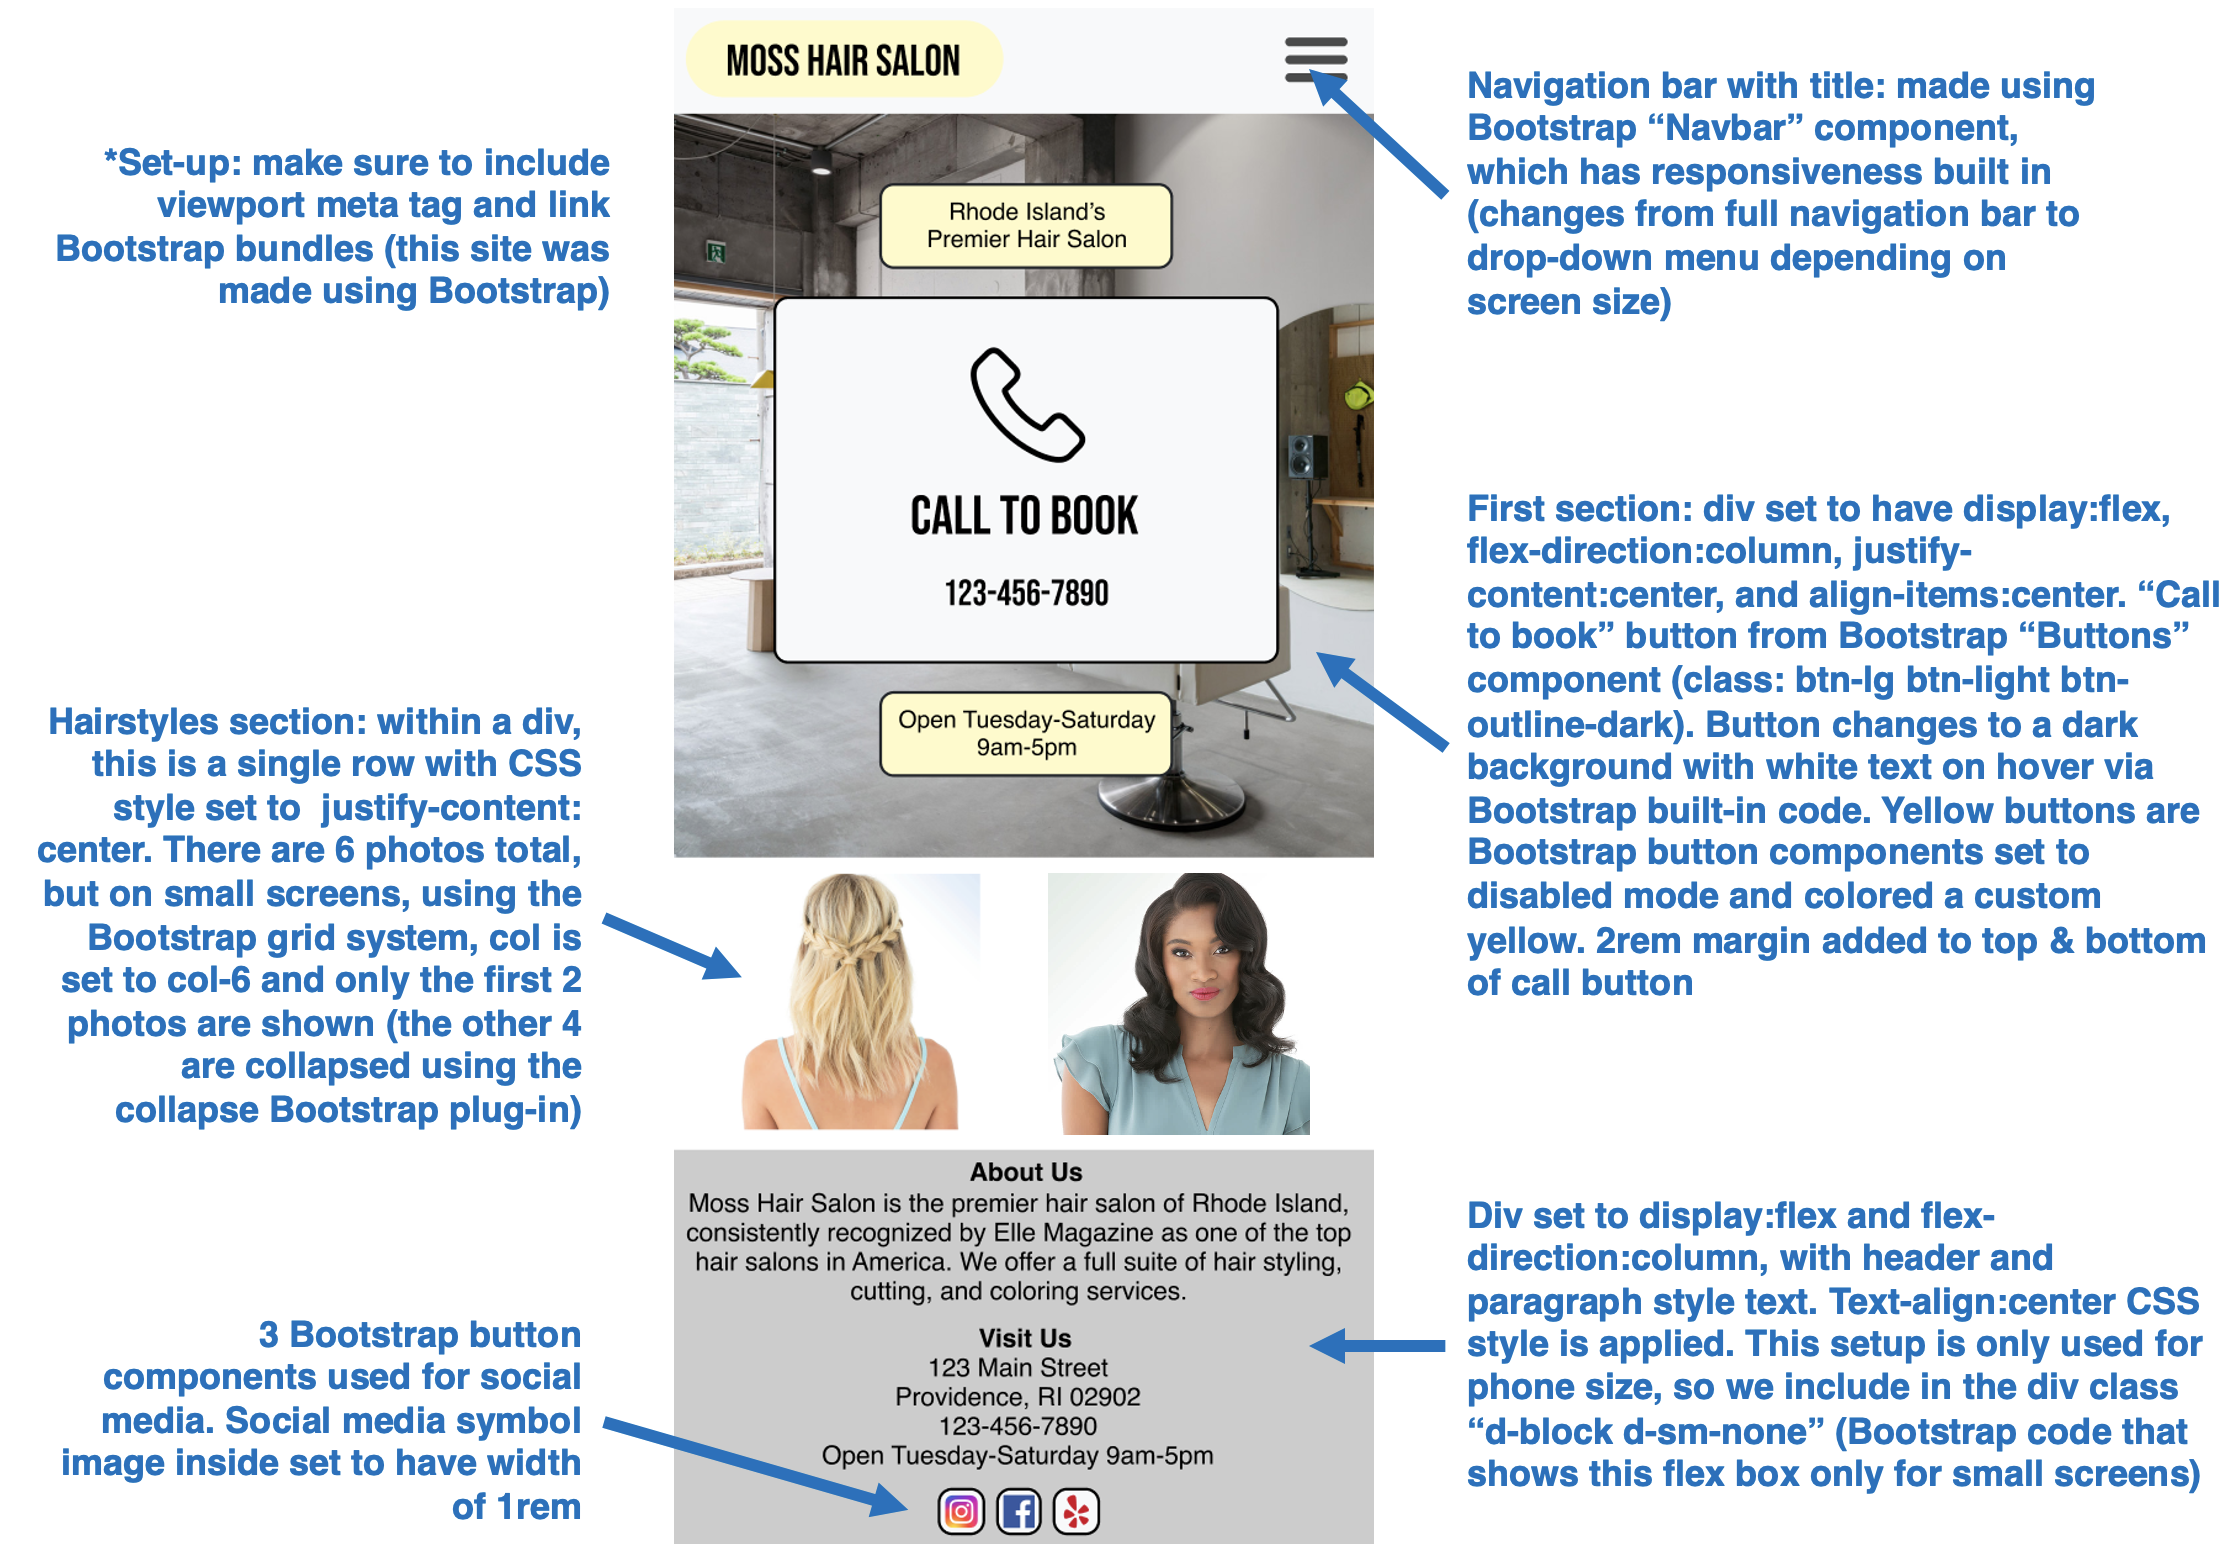 MOSS HAIR SALON
*Set-up: make sure to include
viewport meta tag and link
Bootstrap bundles (this site was
made using Bootstrap)
Navigation bar with title: made using
Bootstrap “Navbar” component,
which has responsiveness built in
(changes from full navigation bar to
drop-down menu depending on
screen size)
Rhode Island’s
Premier Hair Salon
CALL TO BOOK
123-456-7890
Open Tuesday-Saturday
9am-5pm
First section: div set to have display:flex,
flex-direction:column, justify-
content:center, and align-items:center. “Call
to book” button from Bootstrap “Buttons”
component (class: btn-lg btn-light btn-
outline-dark). Button changes to a dark
background with white text on hover via
Bootstrap built-in code. Yellow buttons are
Bootstrap button components set to
disabled mode and colored a custom
yellow. 2rem margin added to top & bottom
of call button
Hairstyles section: within a div,
this is a single row with CSS
style set to  justify-content:
center. There are 6 photos total,
but on small screens, using the
Bootstrap grid system, col is
set to col-6 and only the first 2
photos are shown (the other 4
are collapsed using the
collapse Bootstrap plug-in)
About Us
Moss Hair Salon is the premier hair salon of Rhode Island,
consistently recognized by Elle Magazine as one of the top
hair salons in America. We offer a full suite of hair styling,
cutting, and coloring services.
Visit Us
123 Main Street
Providence, RI 02902
123-456-7890
Open Tuesday-Saturday 9am-5pm
Div set to display:flex and flex-
direction:column, with header and
paragraph style text. Text-align:center CSS
style is applied. This setup is only used for
phone size, so we include in the div class
“d-block d-sm-none” (Bootstrap code that
shows this flex box only for small screens)
3 Bootstrap button
components used for social
media. Social media symbol
image inside set to have width
of 1rem